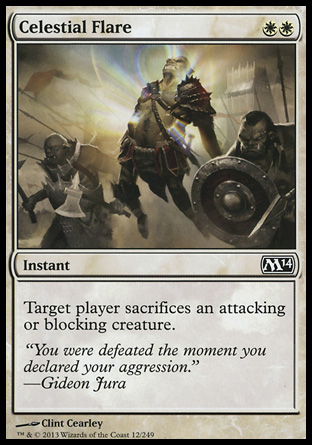 Celestial Flare
Instant
M14
Target player sacrifices an attacking
or blocking creature.
“You were defeated the moment you
declared your aggression.”
—Gideon Jura
Clint Cearley
™ & © 2013 Wizards of the Coast 12/249